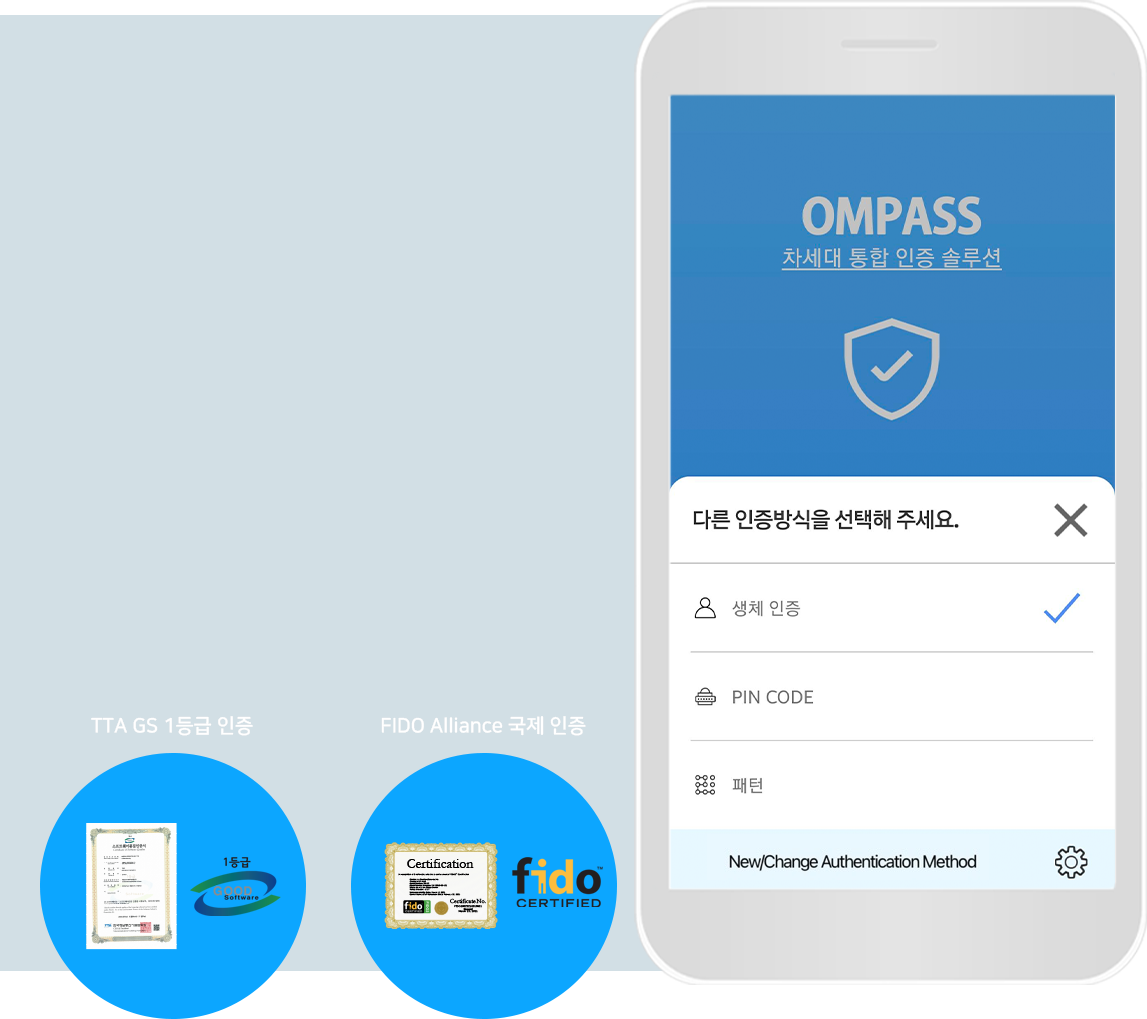 OMPASS
차세대 통합 인증 솔루션
다른 인증방식을 선택해 주세요.
생체 인증
PIN CODE
패턴
New/Change Authentication Method
TTA GS 1등급 인증
FIDO Alliance 국제 인증
1등급
GOOD
Software
Certification
Certificate No.
fido
CERTIFIED
fido
CERTIFIED
TTA